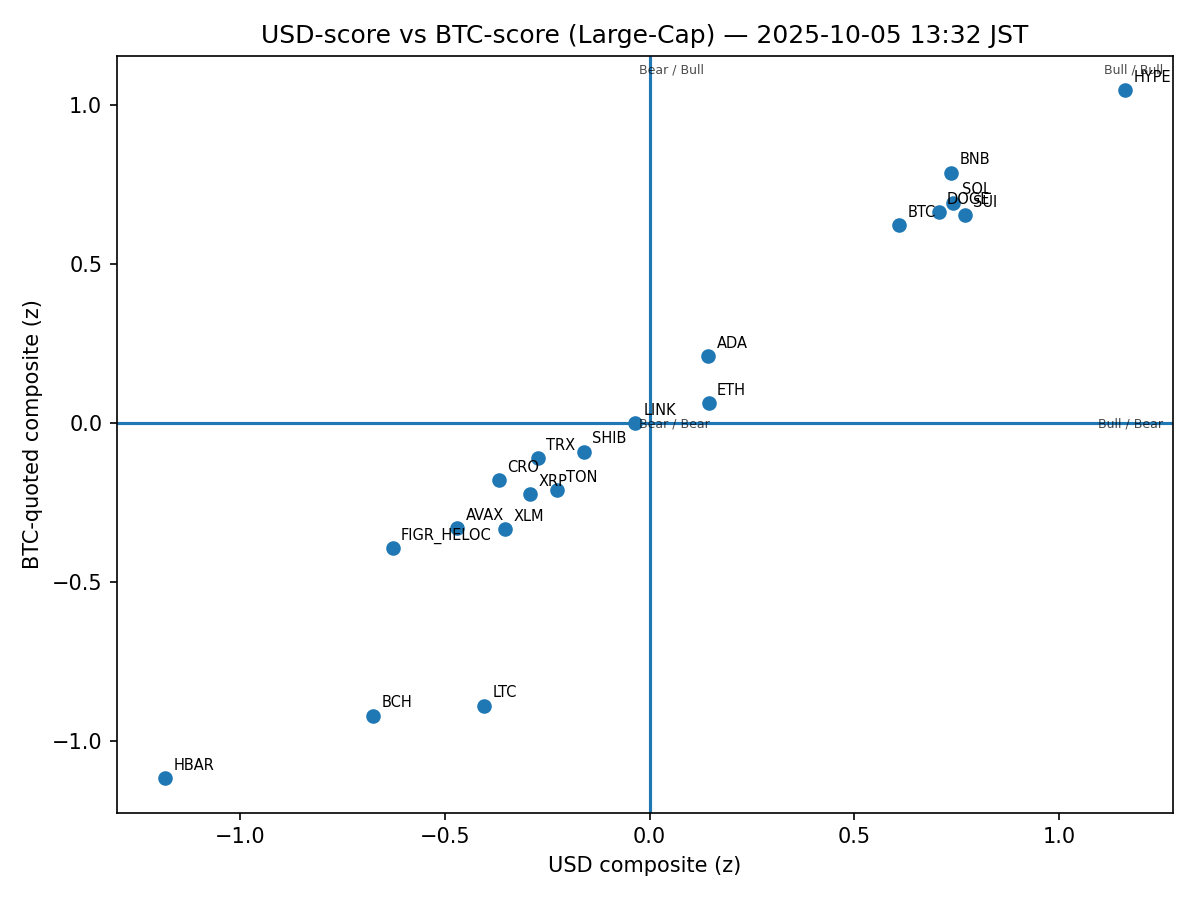 USD-score vs BTC-score (Large-Cap) — 2025-10-05 13:32 JST
Bear / Bull
Bull / Bull
HYPE
1.0
BNB
SOL
DOGE
SUI
BTC
0.5
ADA
ETH
LINK
0.0
Bear / Bear
Bull / Bear
SHIB
TRX
CRO
XRP
TON
AVAX
XLM
FIGR_HELOC
−0.5
LTC
BCH
−1.0
HBAR
−1.0
−0.5
0.0
0.5
1.0
USD composite (z)
BTC-quoted composite (z)